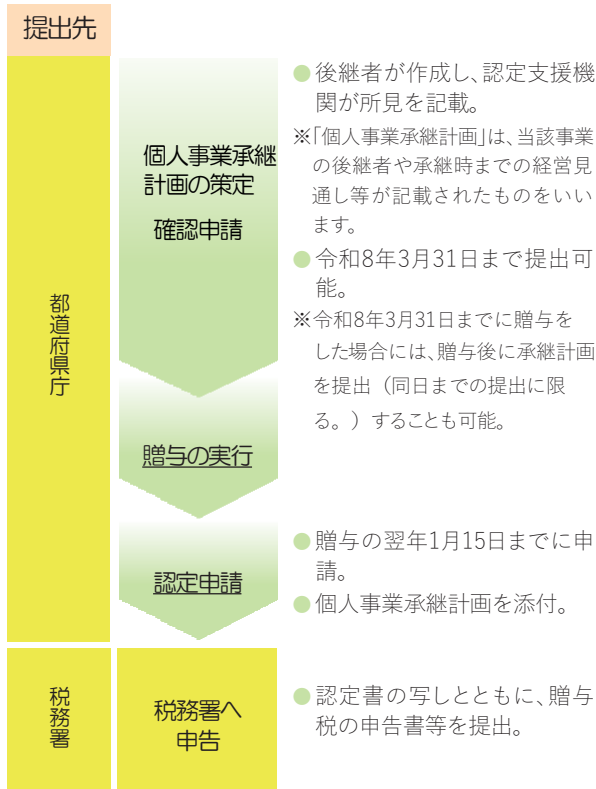 提出先
都道府県庁
個人事業承継
計画の策定
確認申請
●後継者が作成し、認定支援機
関が所見を記載。
※「個人事業承継計画」は、当該事業
の後継者や承継時までの経営見
通し等が記載されたものをいい
ます。
●令和8年3月31日まで提出可
能。
※令和8年3月31日までに贈与を
した場合には、贈与後に承継計画
を提出（同日までの提出に限
る。）することも可能。
贈与の実行
認定申請
●贈与の翌年1月15日までに申
請。
●個人事業承継計画を添付。
税務署
税務署へ
申告
●認定書の写しとともに、贈与
税の申告書等を提出。